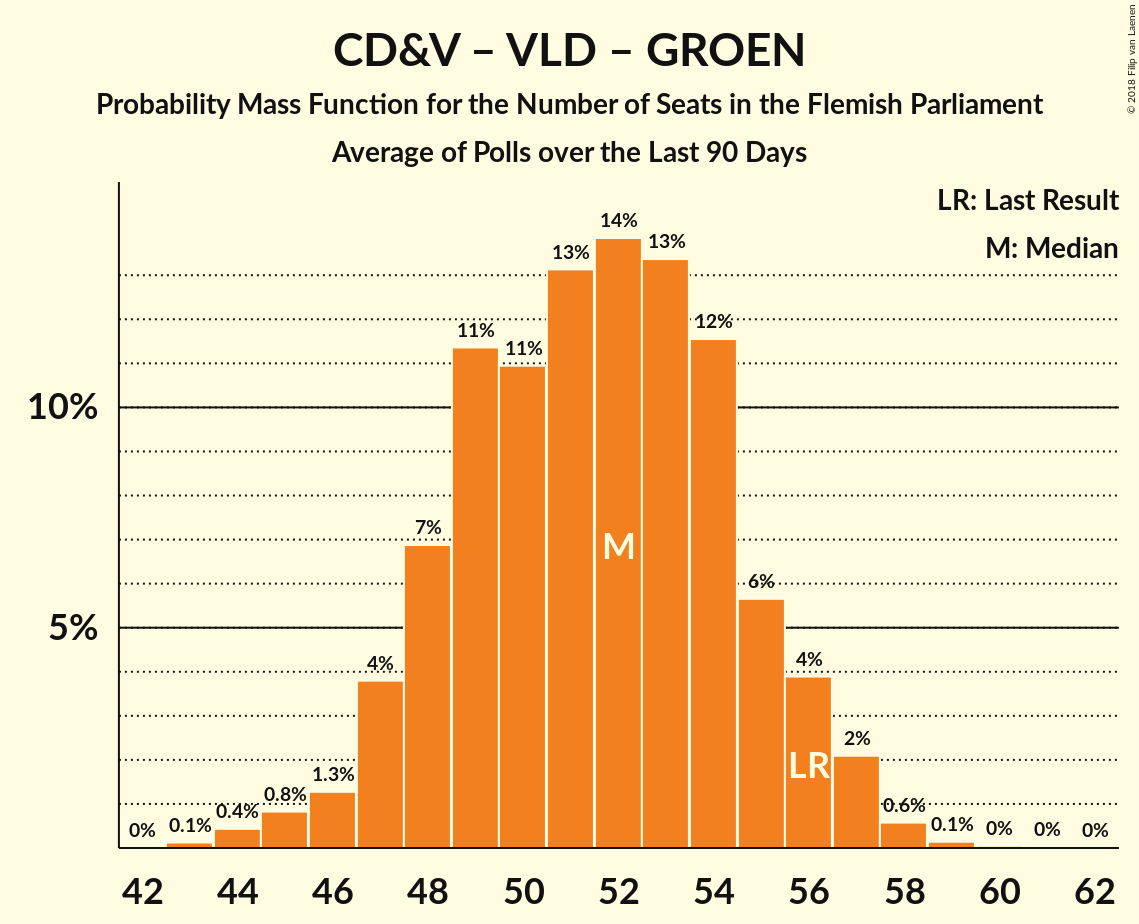 CD&V – VLD – GROEN
Probability Mass Function for the Number of Seats in the Flemish Parliament
Average of Polls over the Last 90 Days
© 2018 Filip van Laenen
LR: Last Result
M: Median
10%
5%
0%
0.1%
0.4%
0.8%
1.3%
4%
7%
11%
11%
13%
14%
13%
12%
6%
4%
2%
0.6%
0.1%
0%
0%
0%
M
LR
42 44 46 48 50 52 54 56 58 60 62